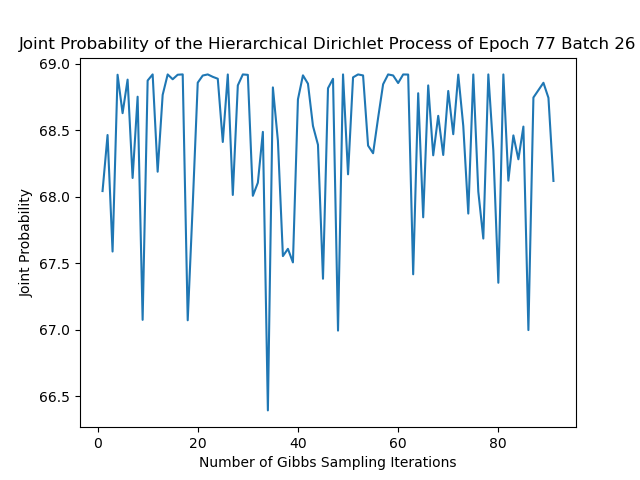 Joint Probability of the Hierarchical Dirichlet Process of Epoch 77 Batch 26
69.0
68.5
68.0
67.5
67.0
66.5
Joint Probability
0 20 40 60 80
Number of Gibbs Sampling Iterations